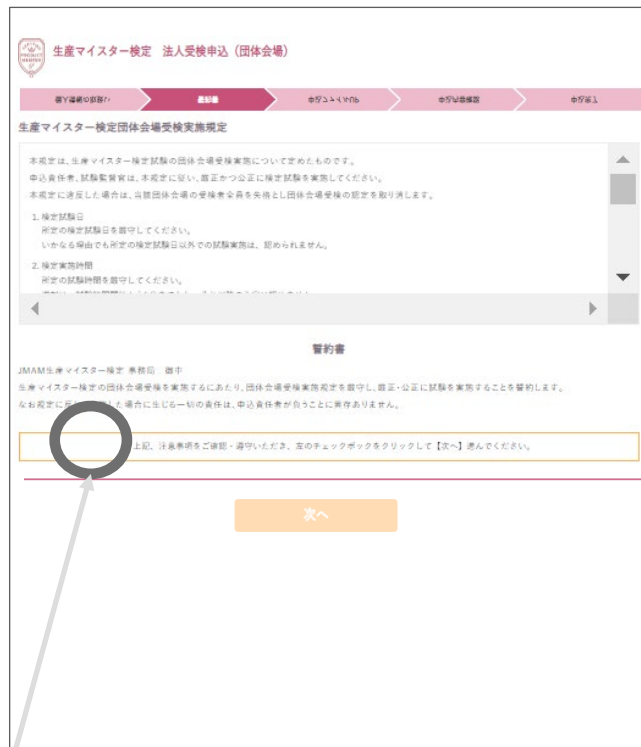 生産マイスター検定 法人受検申込（団体会場）
誓約書
申込完了
生産マイスター検定団体会場受検実施規定
本規定は、生産マイスター検定試験の団体会場受検実施について定めたものです。
申込責任者、試験監督官は、本規定に従い、厳正かつ公正に検定試験を実施してください。
本規定に違反した場合は、当該団体会場の受検者全員を失格とし団体会場受検の認定を取り消します。
1. 検定試験日
所定の検定試験日を厳守してください。
いかなる理由でも所定の検定試験日以外での試験実施は、認められません。
2. 検定実施時間
所定の試験時間を厳守してください。
誓約書
JMAM生産マイスター検定 事務局 御中
生産マイスター検定の団体会場受検を実施するにあたり、団体会場受検実施規定を厳守し、厳正・公正に試験を実施することを誓約します。
なお規定に した場合に生じる一切の責任は、申込責任者が負うことに異存ありません。
上記、注意事項をご確認・遵守いただき、左のチェックボックスをクリックして【次へ】進んでください。
次へ